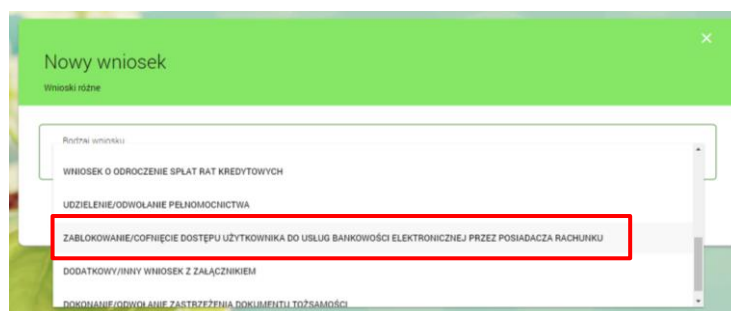 Nowy wniosek
Wnioski różne
Rodzaj wniosku
WNIOSEK O ODROCZENIE SPŁAT RAT KREDYTOWYCH
UDZIELENIE/ODWOŁANIE PEŁNOMOCNICTWA
ZABLOKOWANIE/COFNIĘCIE DOSTĘPU UŻYTKOWNIKA DO USŁUG BANKOWOŚCI ELEKTRONICZNEJ PRZEZ POSIADACZA RACHUNKU
DODATKOWY/INNY WNIOSEK Z ZAŁĄCZNIKIEM
DOKONANIE/ODWOŁANIE ZASTRZEŻENIA DOKUMENTU TOŻSAMOŚCI